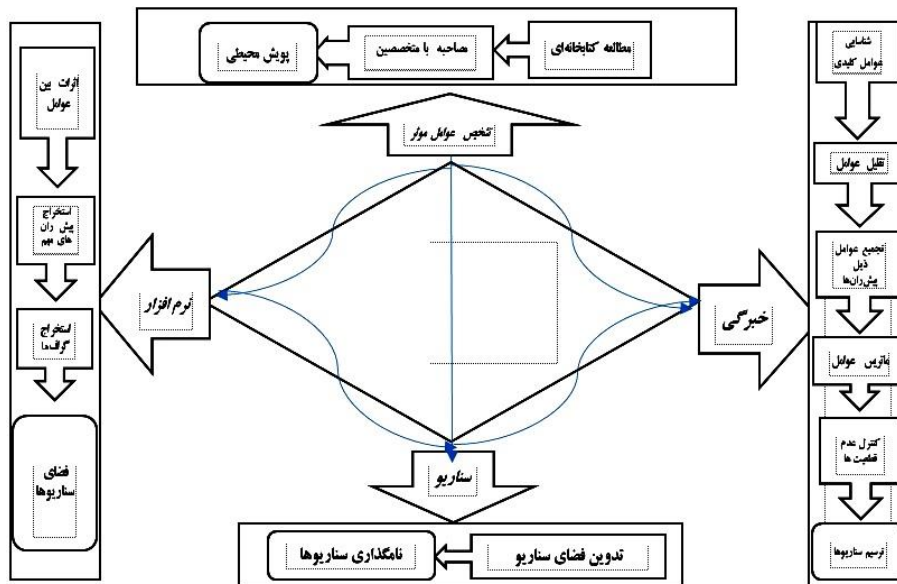 مطالعه کتابخانه‌ای
مصاحبه با متخصصین
پویش محیطی
تشخیص عوامل موثر
شناسایی
عوامل کلیدی
تقلیل عوامل
تجمیع عوامل
ذیل
پیش‌ران‌ها
ماتریس عوامل
کنترل عدم
قطعیت ها
ترسیم سناریوها
خبرگی
نرم افزار
اثرات بین
عوامل
استخراج
پیش ران
های مهم
استخراج
گراف‌ها
فضای
سناریوها
سناریو
تدوین فضای سناریو
نامگذاری سناریوها